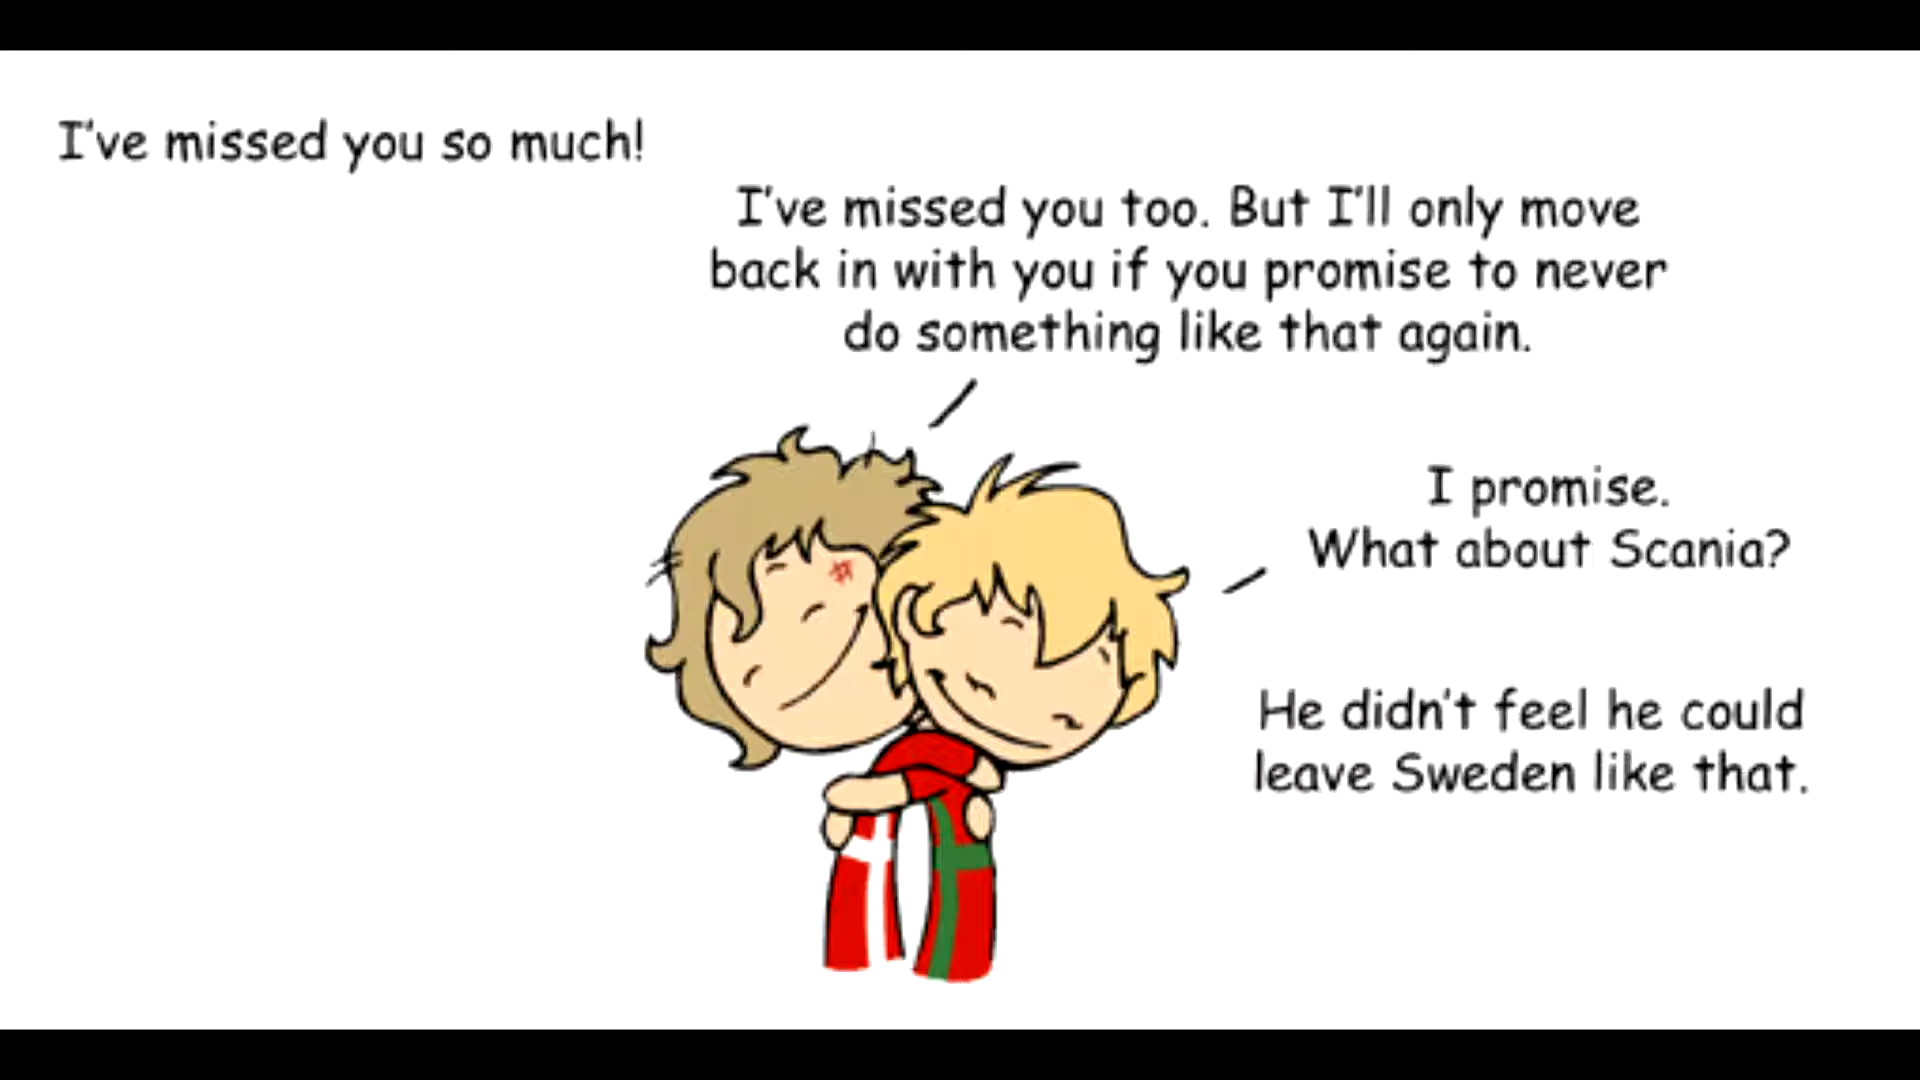 I've missed you so much!
I've missed you too. But I'll only move
back in with you if you promise to never
do something like that again.
I promise.
What about Scania?
He didn't feel he could
leave Sweden like that.